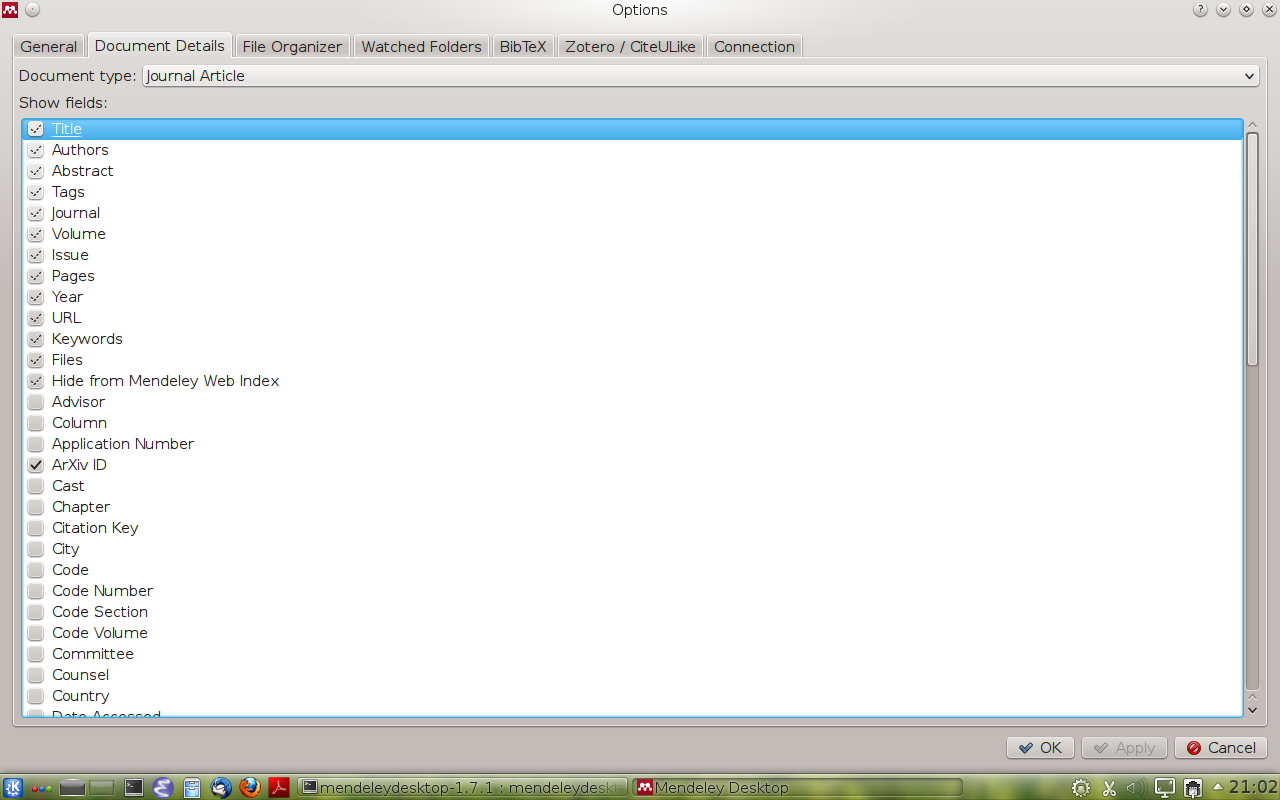 Options
General Document Details File Organizer Watched Folders BibTeX Zotero / CiteULike Connection
Document type: Journal Article
Show fields:
Title
Authors
Abstract
Tags
Journal
Volume
Issue
Pages
Year
URL
Keywords
Files
Hide from Mendeley Web Index
Advisor
Column
Application Number
ArXiv ID
Cast
Chapter
Citation Key
City
Code
Code Number
Code Section
Code Volume
Committee
Counsel
Country
Date Accessed
OK Apply Cancel
mendeleydesktop-1.7.1 : mendeleydeskt Mendeley Desktop 21:02